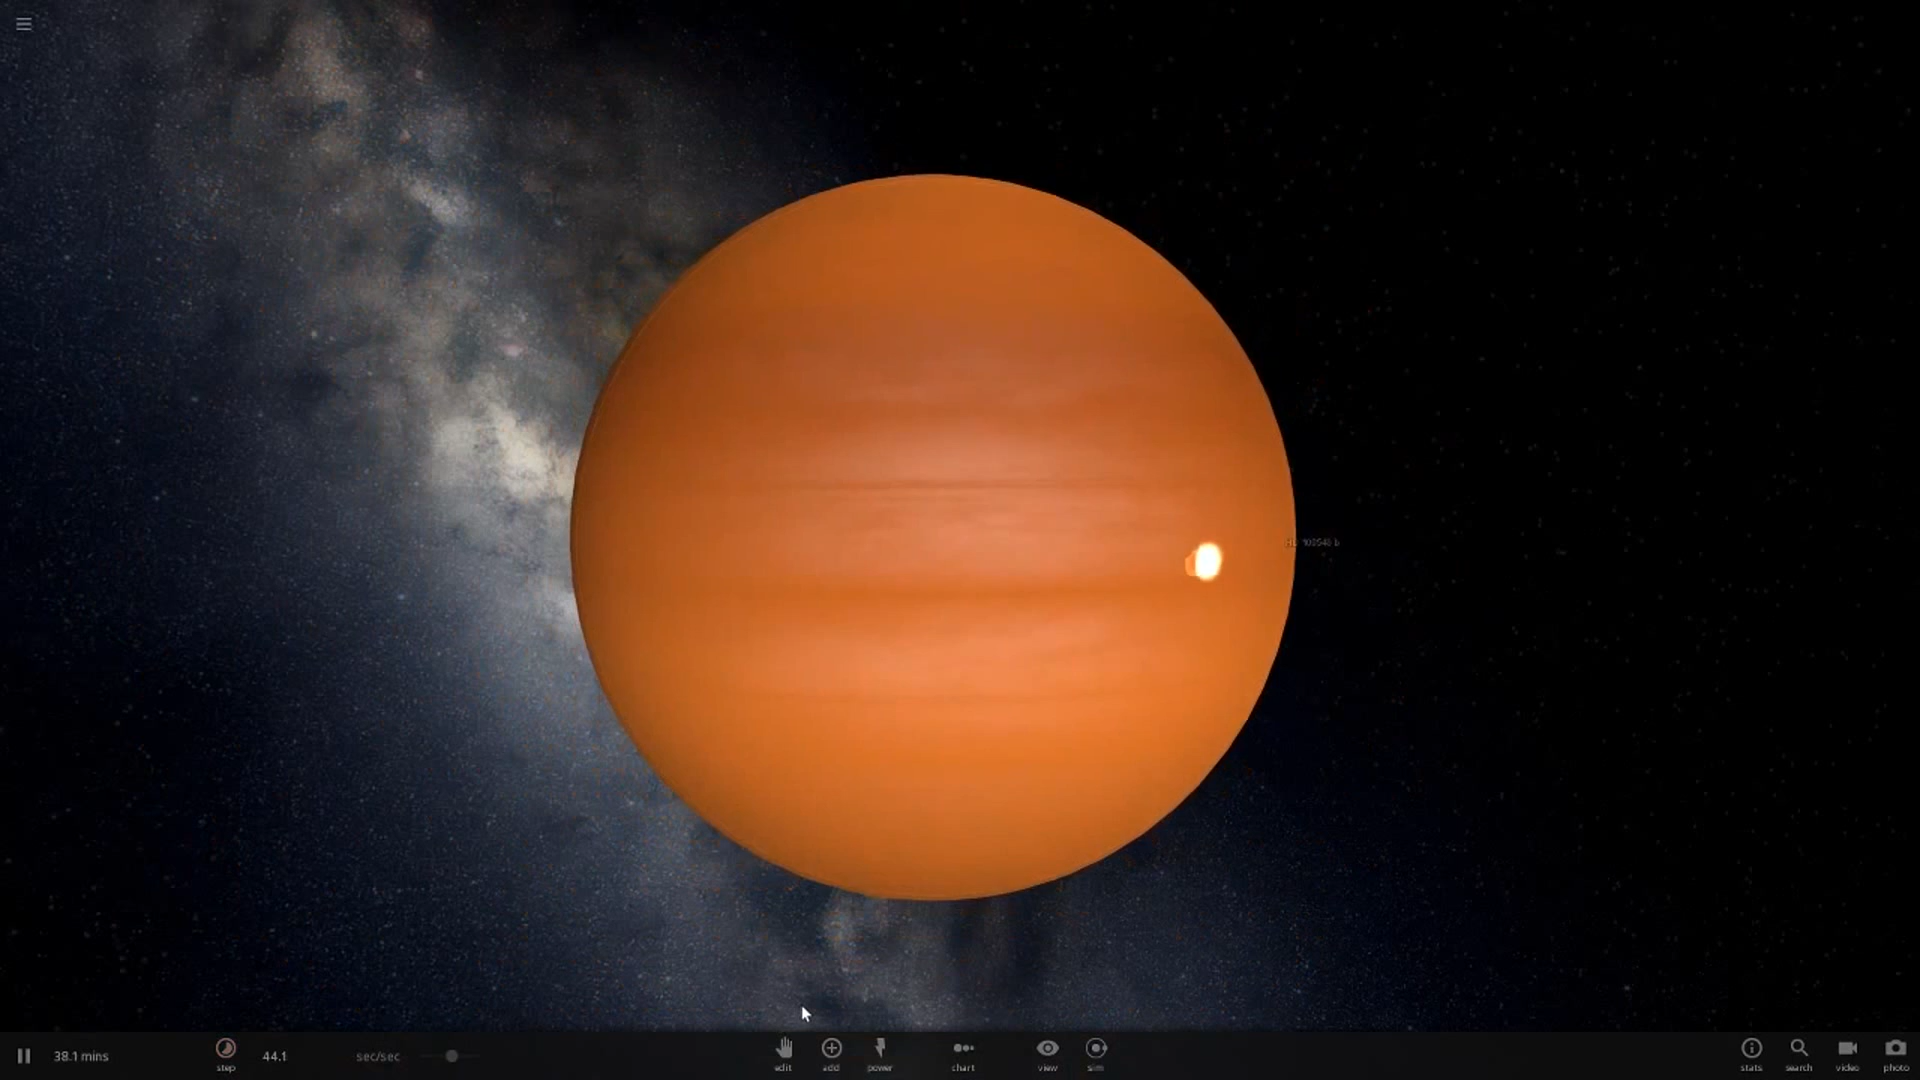 38.1 mins
step
44.1
sec/sec
edit
add
power
chart
view
sim
stats
search
video
photo